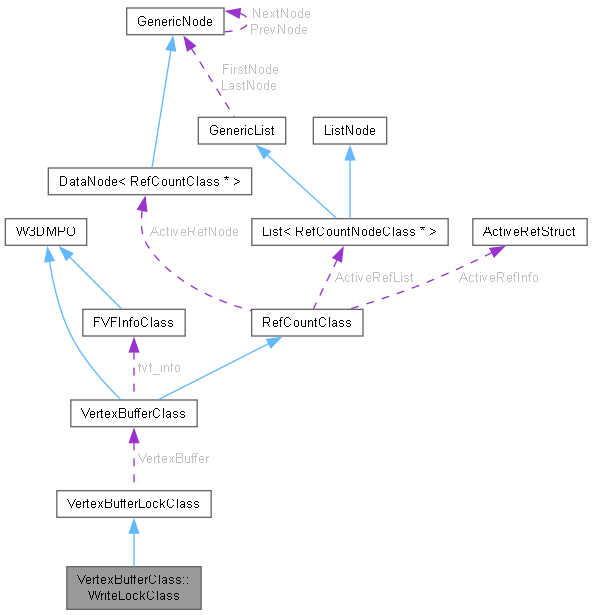 GenericNode
NextNode
PrevNode
FirstNode
LastNode
GenericList
ListNode
DataNode< RefCountClass * >
W3DMPO
ActiveRefNode
List< RefCountNodeClass * >
ActiveRefStruct
ActiveRefList
ActiveRefInfo
FVFInfoClass
RefCountClass
fvf_info
VertexBufferClass
VertexBuffer
VertexBufferLockClass
VertexBufferClass::
WriteLockClass